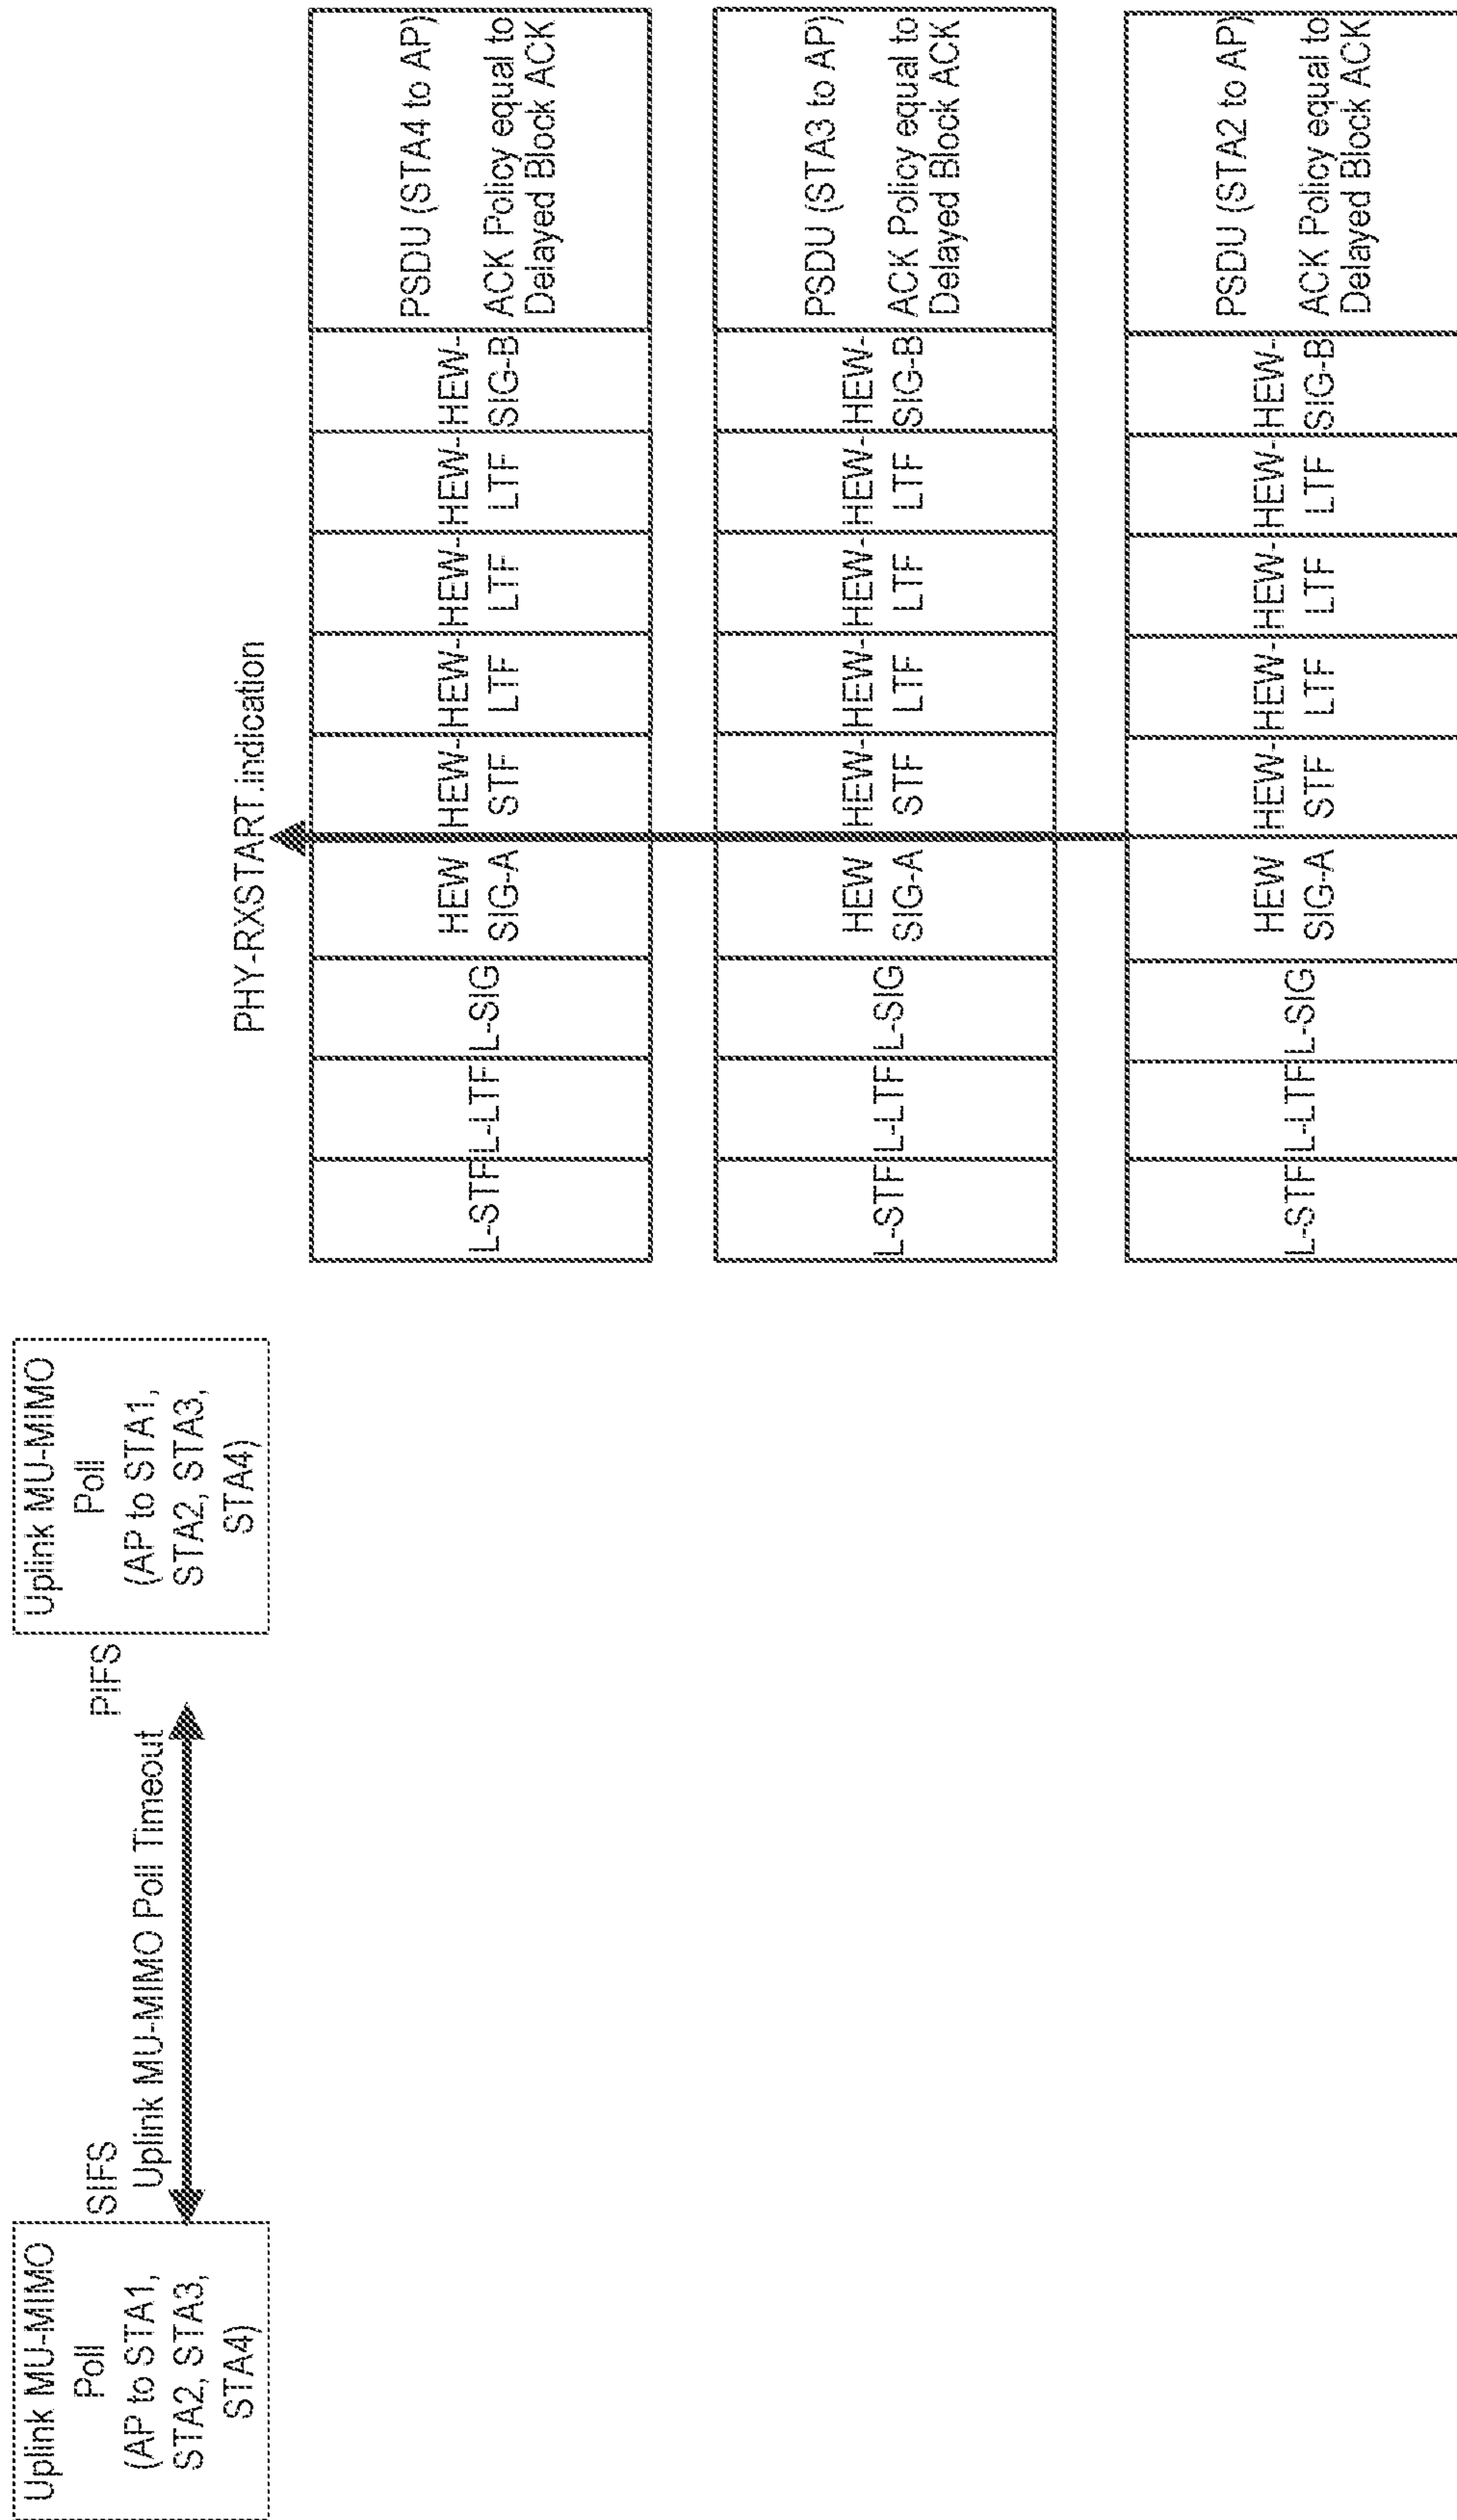 Uplink MU-MIMO
Poll
(AP to STA1,
STA2, STA3,
STA4)
SIFS
Uplink MU-MIMO Poll Timeout
PIFS
Uplink MU-MIMO
Poll
(AP to STA1,
STA2, STA3,
STA4)
PHY-RXSTART.indication
L-STF
L-LTF
L-SIG
HEW
SIG-A
HEW-
STF
HEW-
LTF
HEW-
LTF
HEW-
LTF
HEW-
SIG-B
PSDU (STA4 to AP)
ACK Policy equal to
Delayed Block ACK
L-STF
L-LTF
L-SIG
HEW
SIG-A
HEW-
STF
HEW-
LTF
HEW-
LTF
HEW-
LTF
HEW-
SIG-B
PSDU (STA3 to AP)
ACK Policy equal to
Delayed Block ACK
L-STF
L-LTF
L-SIG
HEW
SIG-A
HEW-
STF
HEW-
LTF
HEW-
LTF
HEW-
LTF
HEW-
SIG-B
PSDU (STA2 to AP)
ACK Policy equal to
Delayed Block ACK